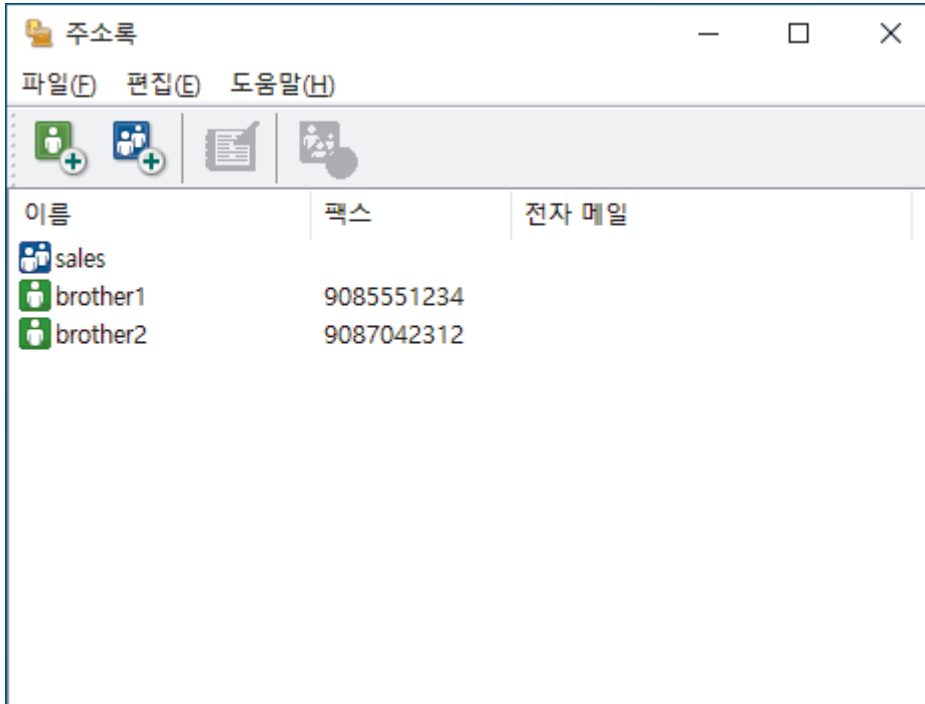 주소록
파일(F) 편집(E) 도움말(H)
이름 팩스 전자 메일
sales
brother1 9085551234
brother2 9087042312